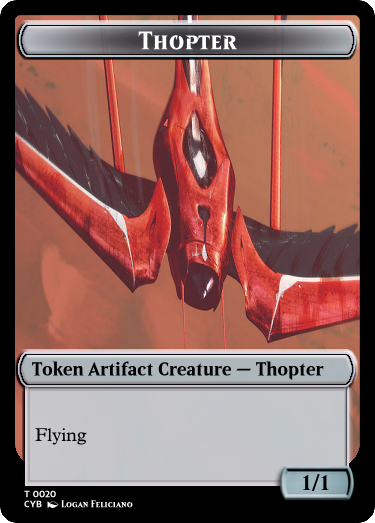 Thopter
Token Artifact Creature — Thopter
Flying
1/1
T 0020
CYB Logan Feliciano